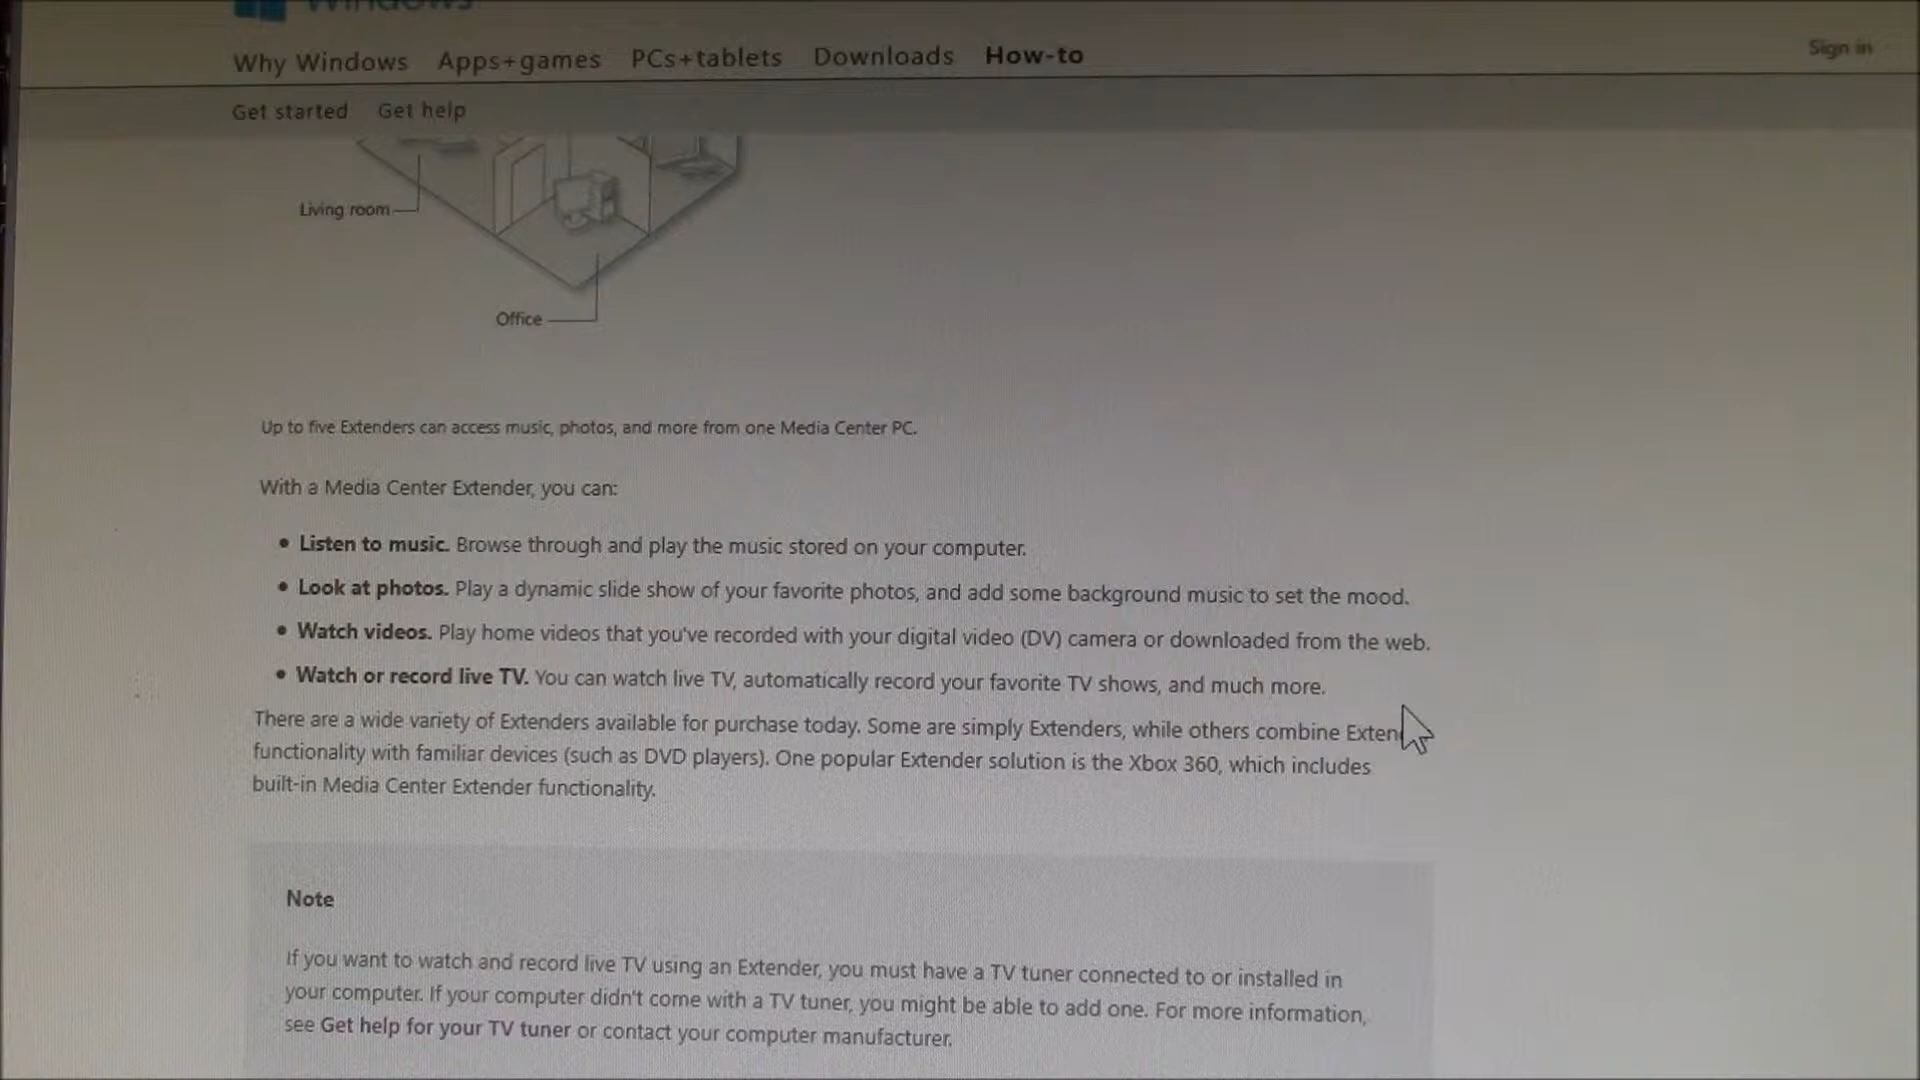 Windows
Why Windows Apps+games PCs+tablets Downloads How-to Sign in
Get started Get help
Living room
Office
Up to five Extenders can access music, photos, and more from one Media Center PC.
With a Media Center Extender, you can:
• Listen to music. Browse through and play the music stored on your computer.
• Look at photos. Play a dynamic slide show of your favorite photos, and add some background music to set the mood.
• Watch videos. Play home videos that you've recorded with your digital video (DV) camera or downloaded from the web.
• Watch or record live TV. You can watch live TV, automatically record your favorite TV shows, and much more.
There are a wide variety of Extenders available for purchase today. Some are simply Extenders, while others combine Exten
functionality with familiar devices (such as DVD players). One popular Extender solution is the Xbox 360, which includes
built-in Media Center Extender functionality.
Note
If you want to watch and record live TV using an Extender, you must have a TV tuner connected to or installed in
your computer. If your computer didn't come with a TV tuner, you might be able to add one. For more information,
see Get help for your TV tuner or contact your computer manufacturer.